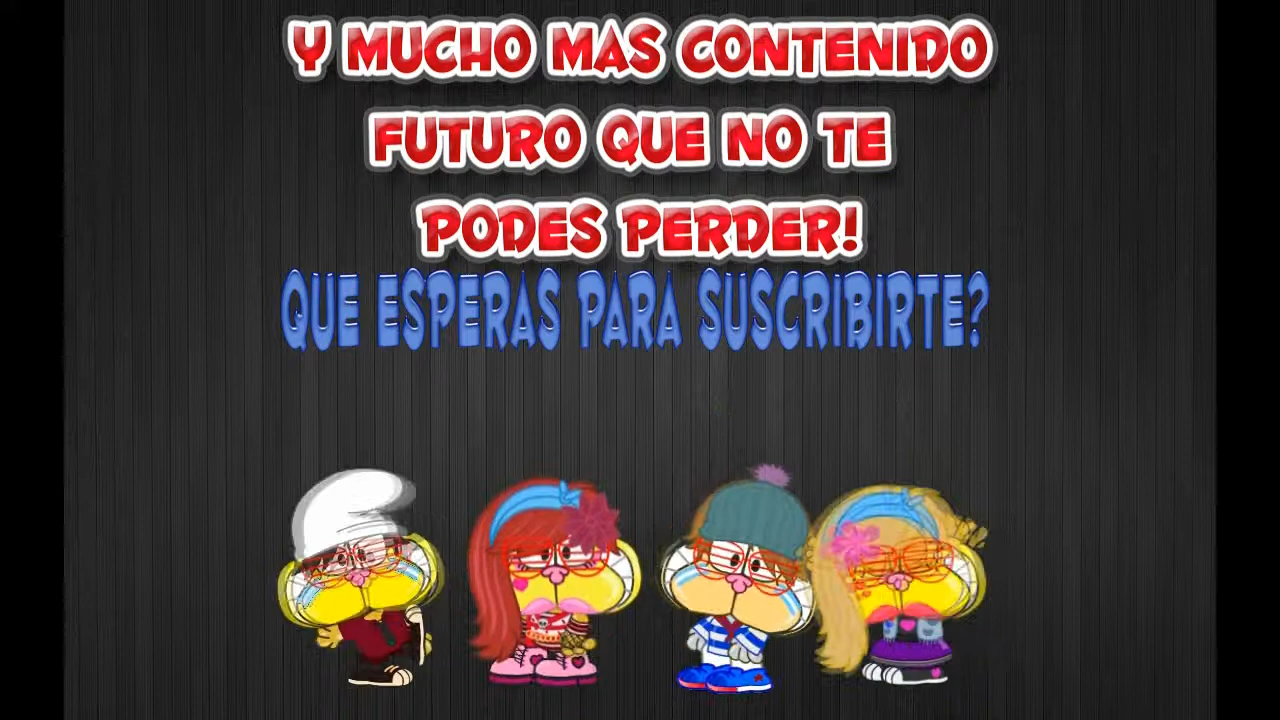 Y MUCHO MAS CONTENIDO
FUTURO QUE NO TE
PODES PERDER!
QUE ESPERAS PARA SUSCRIBIRTE?